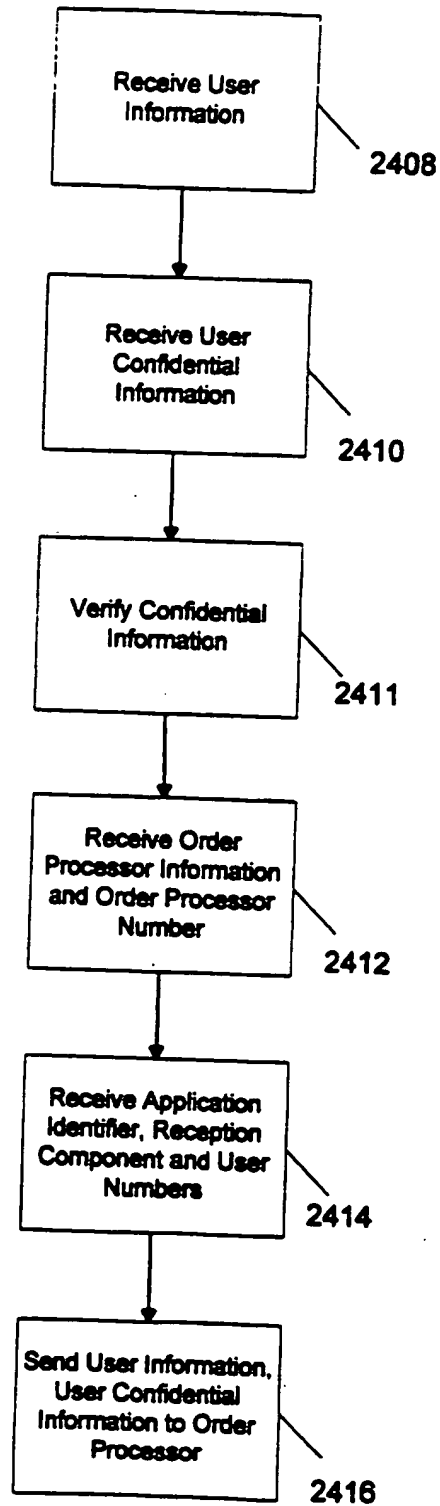 Receive User
Information
2408
Receive User
Confidential
Information
2410
Verify Confidential
Information
2411
Receive Order
Processor Information
and Order Processor
Number
2412
Receive Application
Identifier, Reception
Component and User
Numbers
2414
Send User Information,
User Confidential
Information to Order
Processor
2416